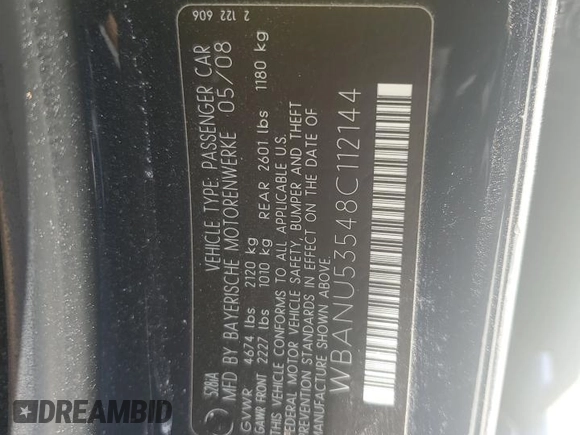 2 122 606
VEHICLE TYPE: PASSENGER CAR
528iA
MFD BY BAYERISCHE MOTORENWERKE 05/08
GVWR 4674 lbs 2120 kg
GAWR FRONT 2227 lbs 1010 kg REAR 2601 lbs 1180 kg
THIS VEHICLE CONFORMS TO ALL APPLICABLE U.S.
FEDERAL MOTOR VEHICLE SAFETY, BUMPER AND THEFT
PREVENTION STANDARDS IN EFFECT ON THE DATE OF
MANUFACTURE SHOWN ABOVE.
WBANU53548C112144
DREAMBID